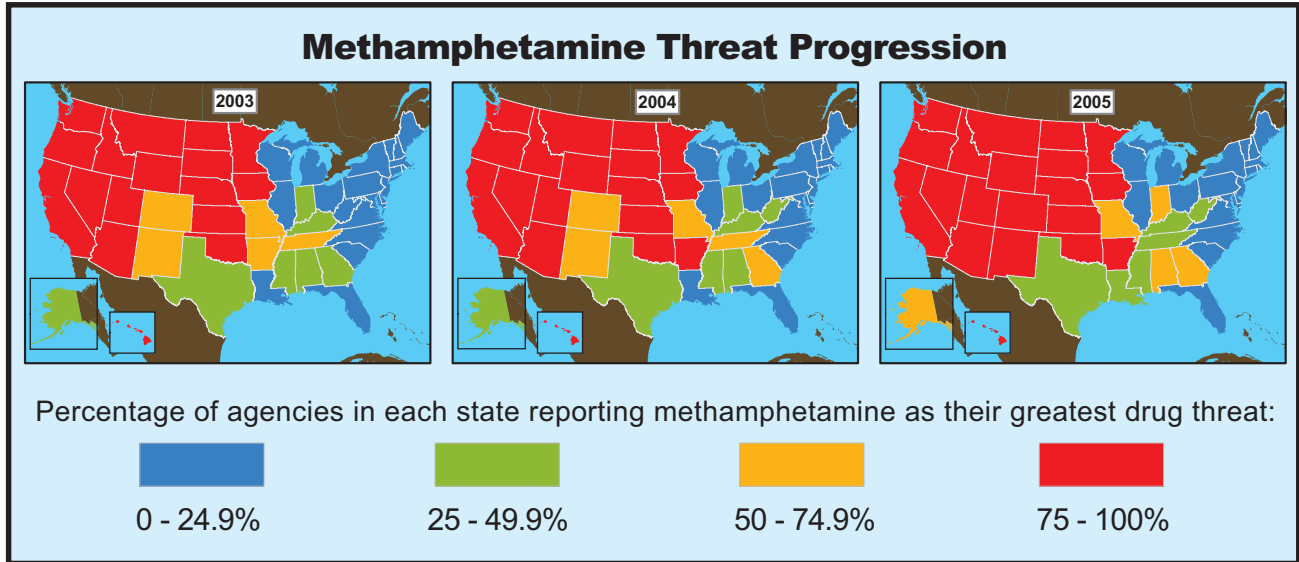 Methamphetamine Threat Progression
2003
2004
2005
Percentage of agencies in each state reporting methamphetamine as their greatest drug threat:
0 - 24.9%
25 - 49.9%
50 - 74.9%
75 - 100%